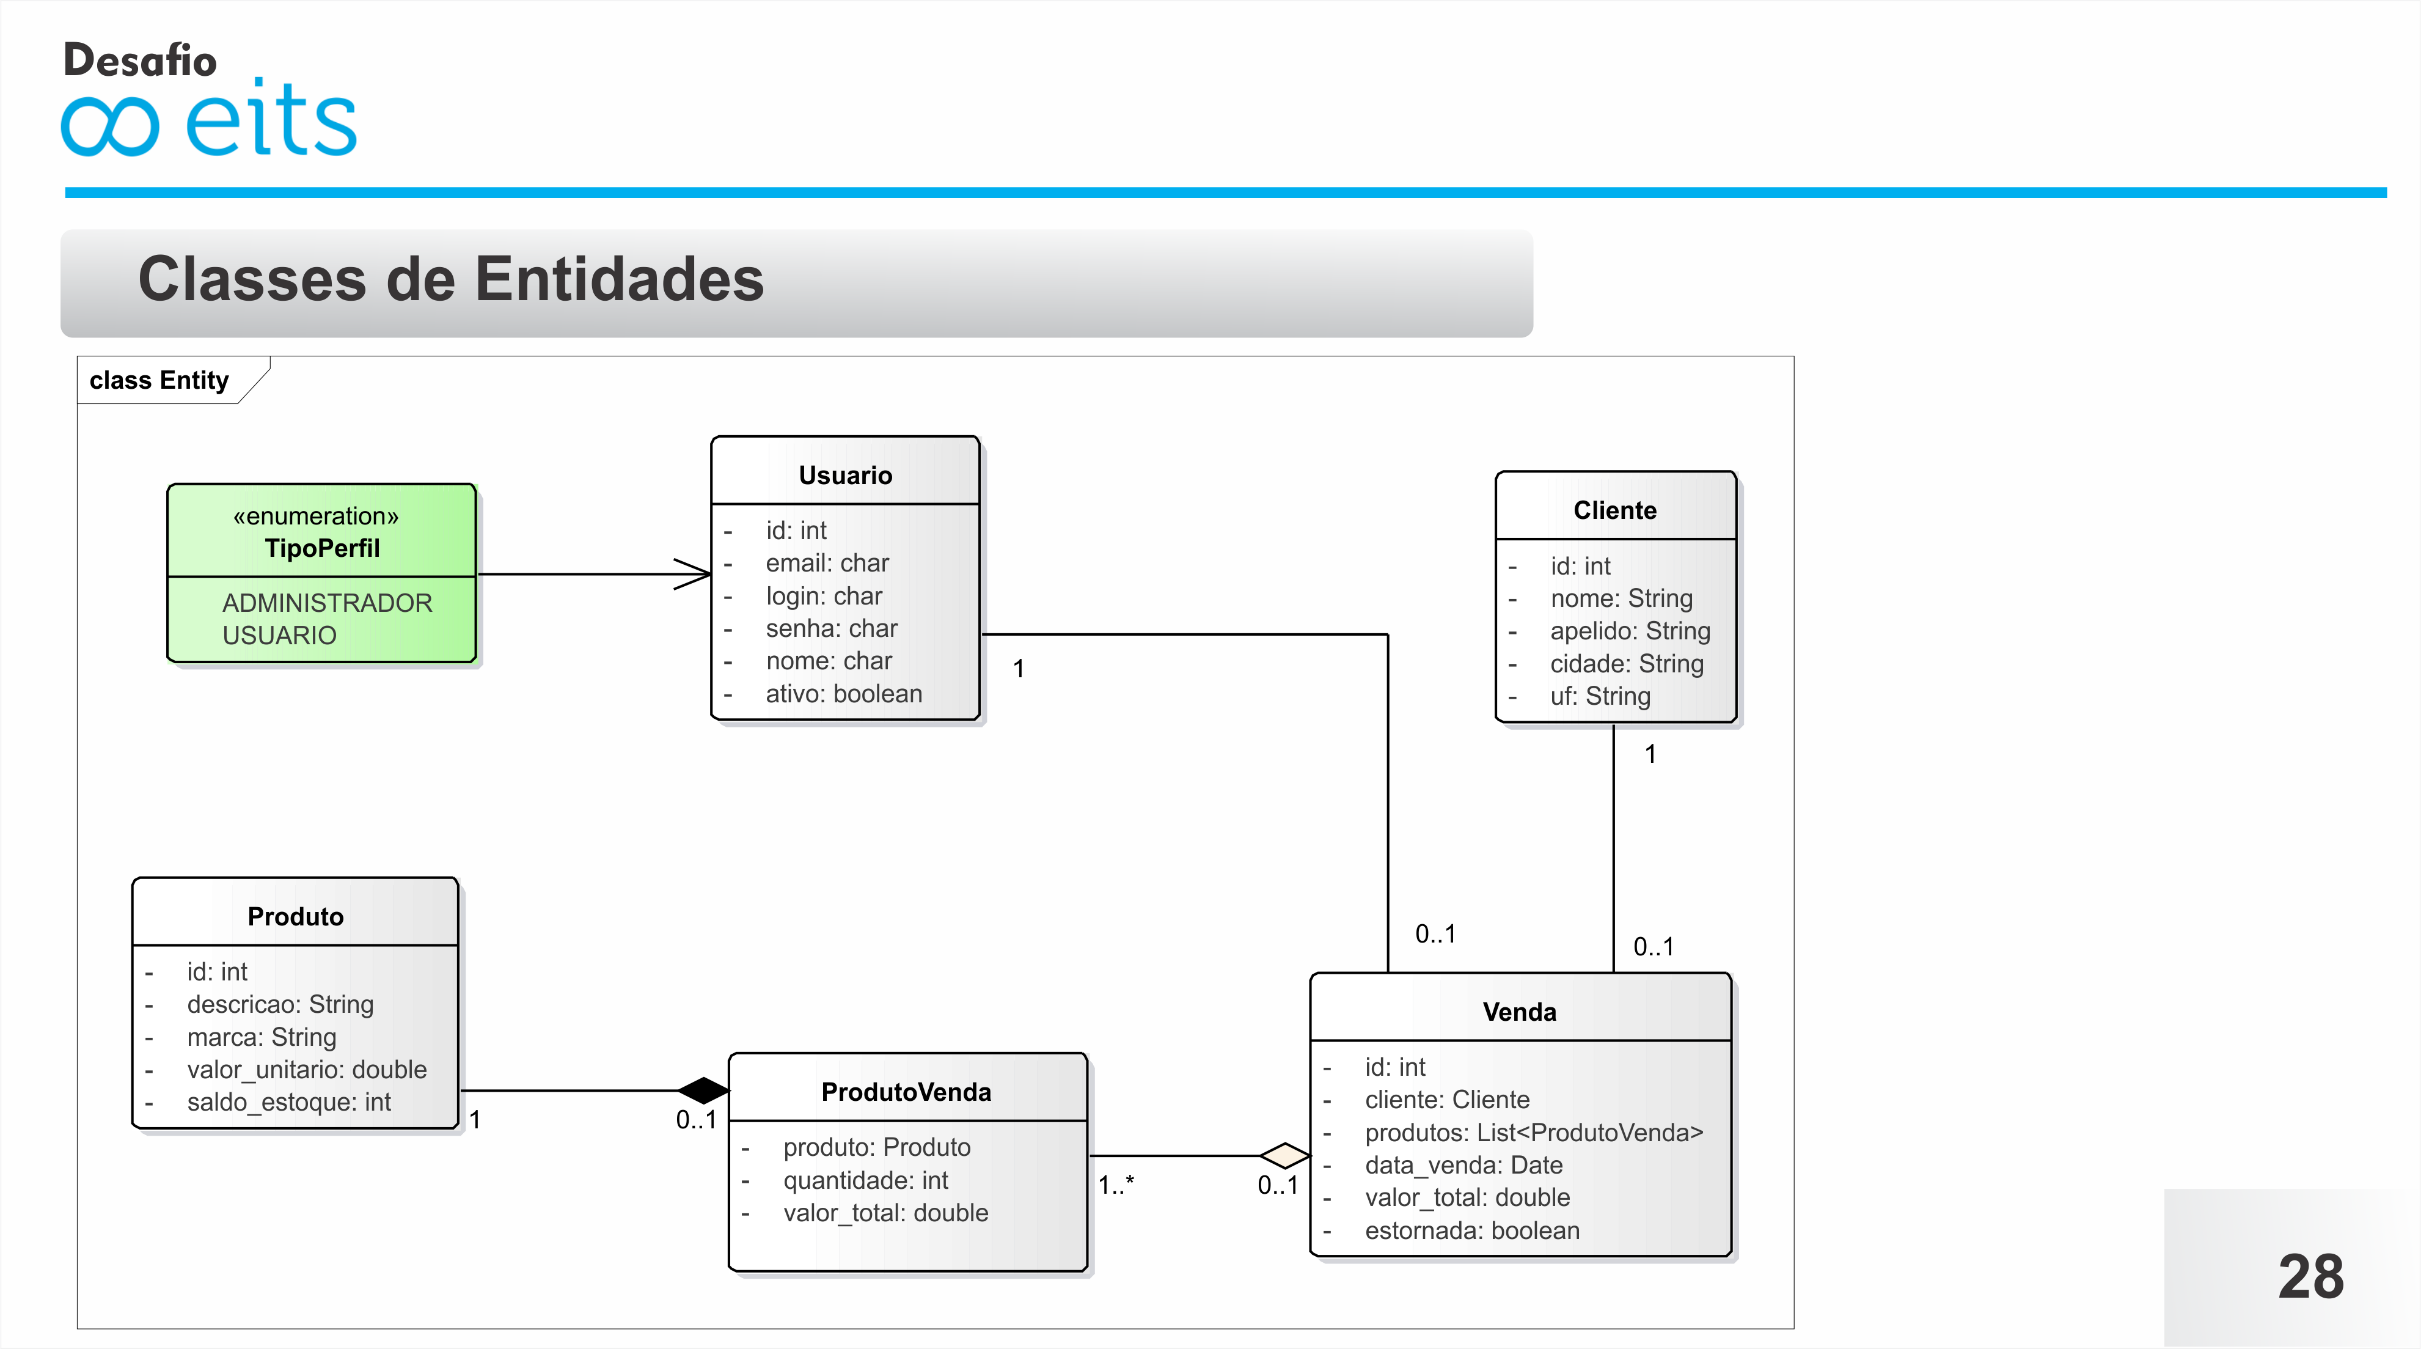 Desafio
eits
Classes de Entidades
class Entity
«enumeration»
TipoPerfil
ADMINISTRADOR
USUARIO
Usuario
- id: int
- email: char
- login: char
- senha: char
- nome: char
- ativo: boolean
1
Cliente
- id: int
- nome: String
- apelido: String
- cidade: String
- uf: String
1
0..1
0..1
Produto
- id: int
- descricao: String
- marca: String
- valor_unitario: double
- saldo_estoque: int
1
0..1
ProdutoVenda
- produto: Produto
- quantidade: int
- valor_total: double
1..*
0..1
Venda
- id: int
- cliente: Cliente
- produtos: List<ProdutoVenda>
- data_venda: Date
- valor_total: double
- estornada: boolean
28